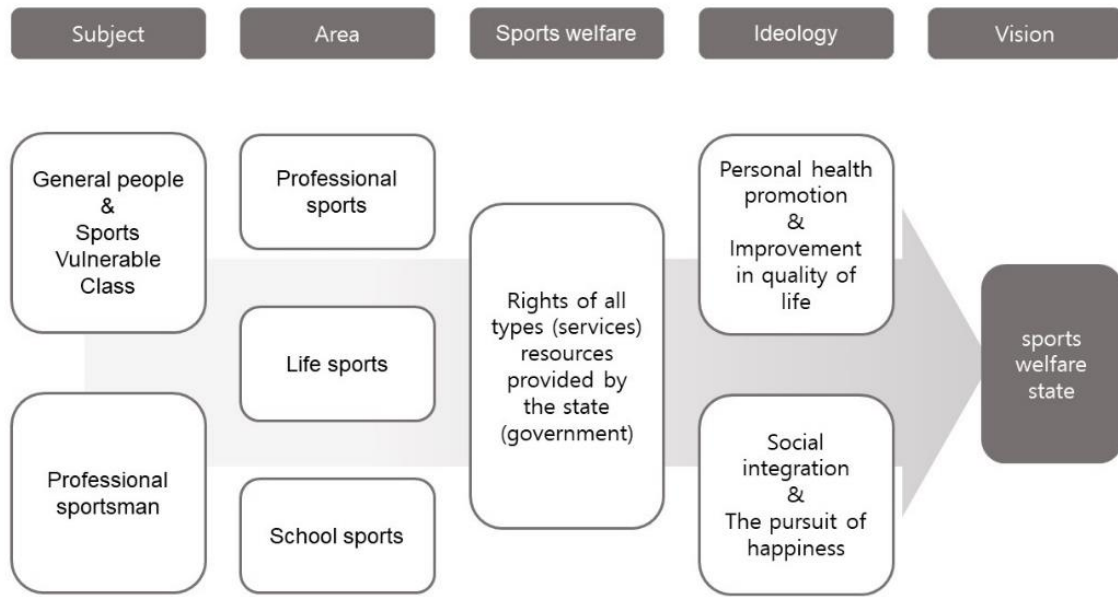 Subject
Area
Sports welfare
Ideology
Vision
General people
&
Sports
Vulnerable
Class
Professional
sportsman
Professional
sports
Life sports
School sports
Rights of all
types (services)
resources
provided by
the state
(government)
Personal health
promotion
&
Improvement
in quality of
life
Social
integration
&
The pursuit of
happiness
sports
welfare
state